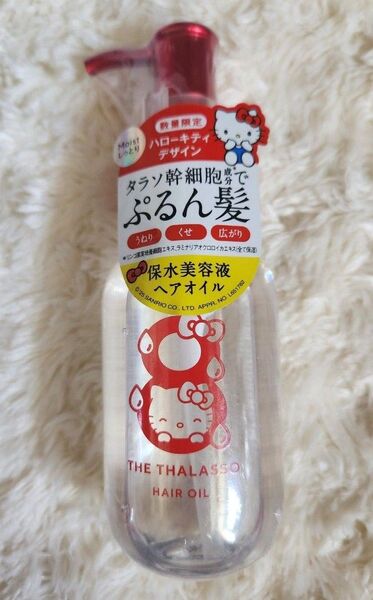 Moist
しっとり
数量限定
ハローキティ
デザイン
タラソ幹細胞成分*で
ぷるん髪
うねり くせ 広がり
保水美容液
ヘアオイル
8
THE THALASSO
HAIR OIL